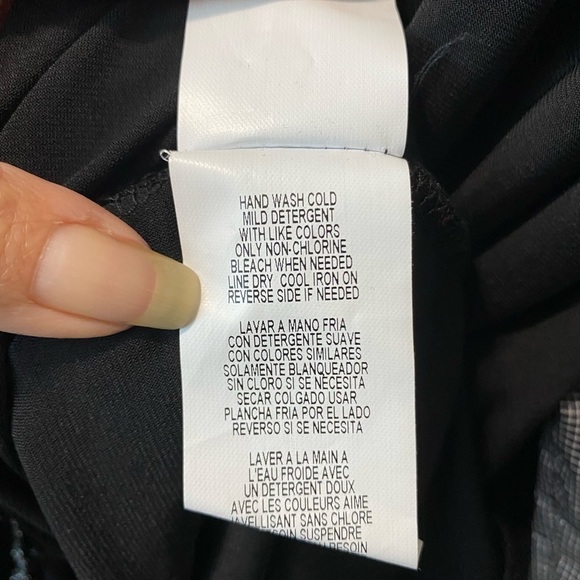 HAND WASH COLD
MILD DETERGENT
WITH LIKE COLORS
ONLY NON-CHLORINE
BLEACH WHEN NEEDED
LINE DRY COOL IRON ON
REVERSE SIDE IF NEEDED
LAVAR A MANO FRIA
CON DETERGENTE SUAVE
CON COLORES SIMILARES
SOLAMENTE BLANQUEADOR
SIN CLORO SI SE NECESITA
SECAR COLGADO USAR
PLANCHA FRIA POR EL LADO
REVERSO SI SE NECESITA
LAVER A LA MAIN A
L'EAU FROIDE AVEC
UN DETERGENT DOUX
AVEC LES COULEURS AIME
JAVELLISANT SANS CHLORE
BESOIN SUSPENDRE
BESOIN